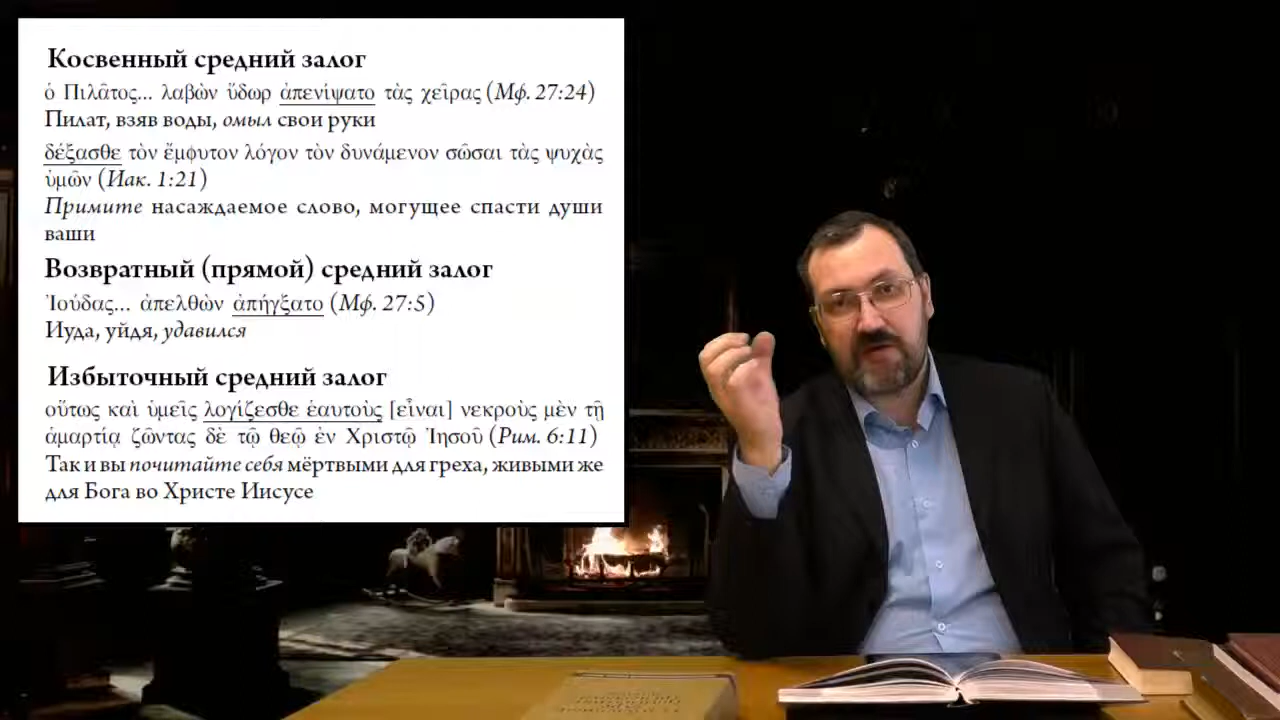 Косвенный средний залог
ὁ Πιλᾶτος... λαβὼν ὕδωρ ἀπενίψατο τὰς χεῖρας (Мф. 27:24)
Пилат, взяв воды, омыл свои руки
δέξασθε τὸν ἔμφυτον λόγον τὸν δυνάμενον σῶσαι τὰς ψυχὰς
ὑμῶν (Иак. 1:21)
Примите насаждаемое слово, могущее спасти души
ваши
Возвратный (прямой) средний залог
Ἰούδας... ἀπελθὼν ἀπήγξατο (Мф. 27:5)
Иуда, уйдя, удавился
Избыточный средний залог
οὕτως καὶ ὑμεῖς λογίζεσθε ἑαυτοὺς [εἶναι] νεκροὺς μὲν τῇ
ἁμαρτίᾳ ζῶντας δὲ τῷ θεῷ ἐν Χριστῷ Ἰησοῦ (Рим. 6:11)
Так и вы почитайте себя мёртвыми для греха, живыми же
для Бога во Христе Иисусе